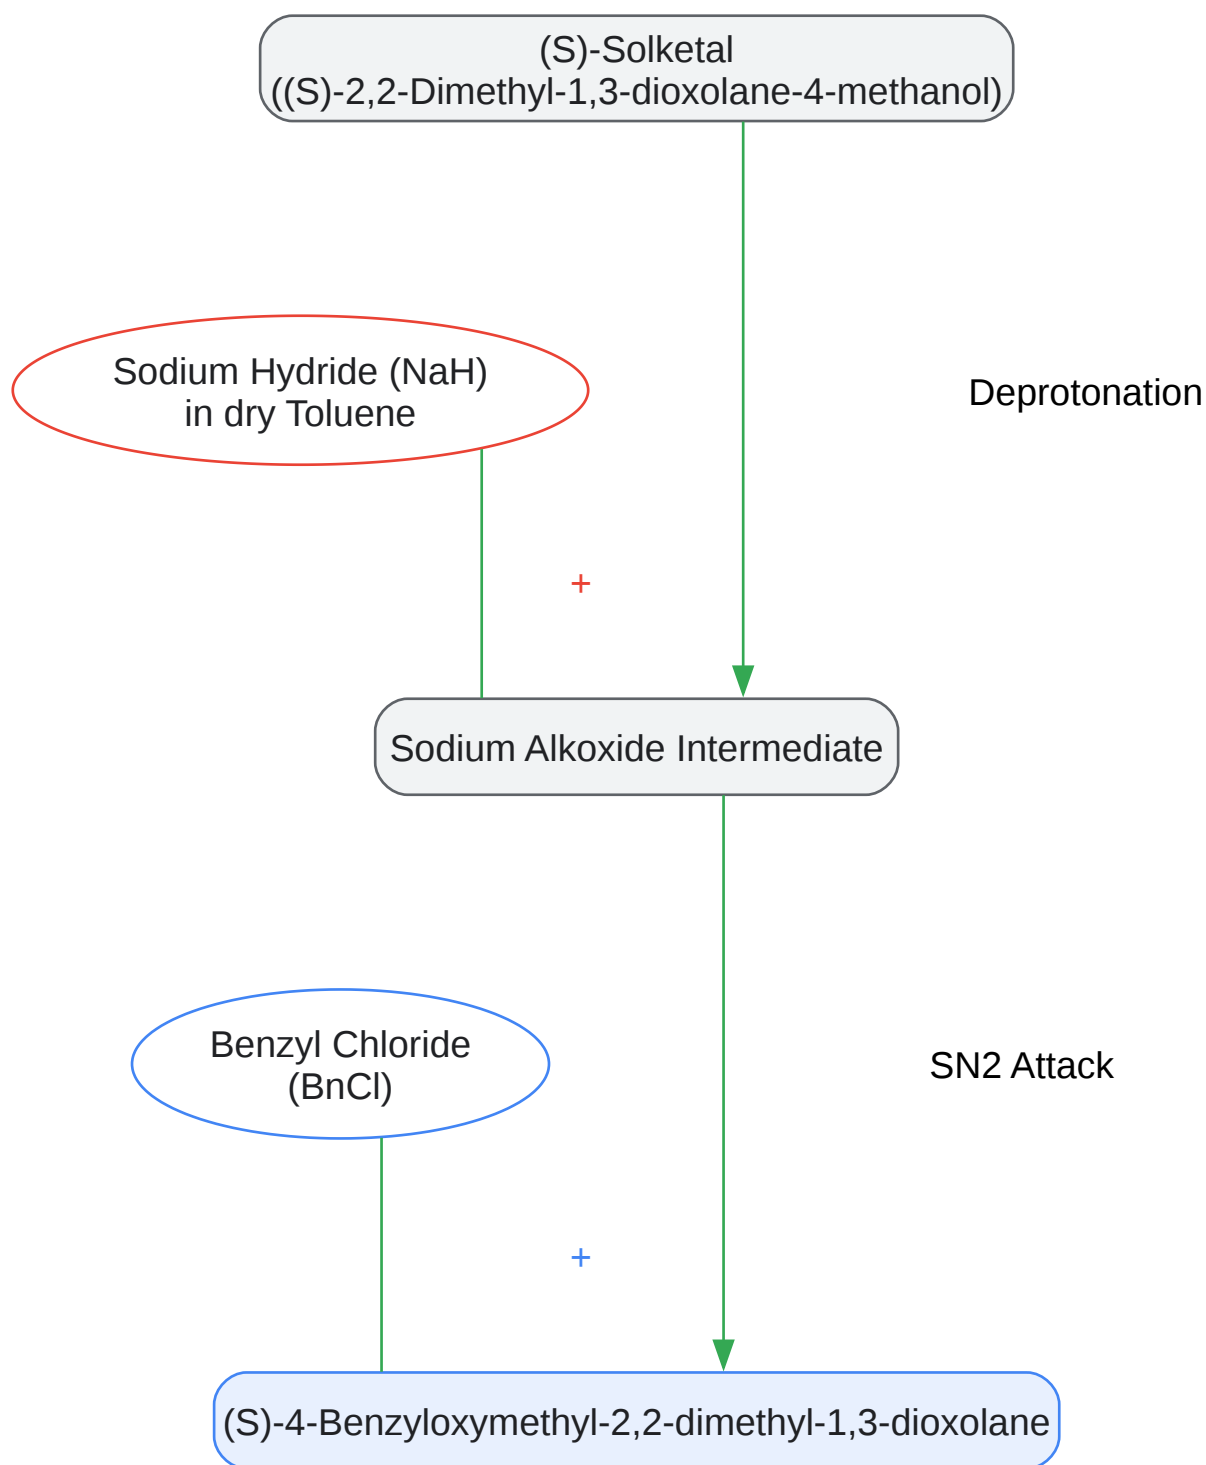 (S)-Solketal
((S)-2,2-Dimethyl-1,3-dioxolane-4-methanol)
Sodium Hydride (NaH)
in dry Toluene
Deprotonation
+
Sodium Alkoxide Intermediate
Benzyl Chloride
(BnCl)
SN2 Attack
+
(S)-4-Benzyloxymethyl-2,2-dimethyl-1,3-dioxolane